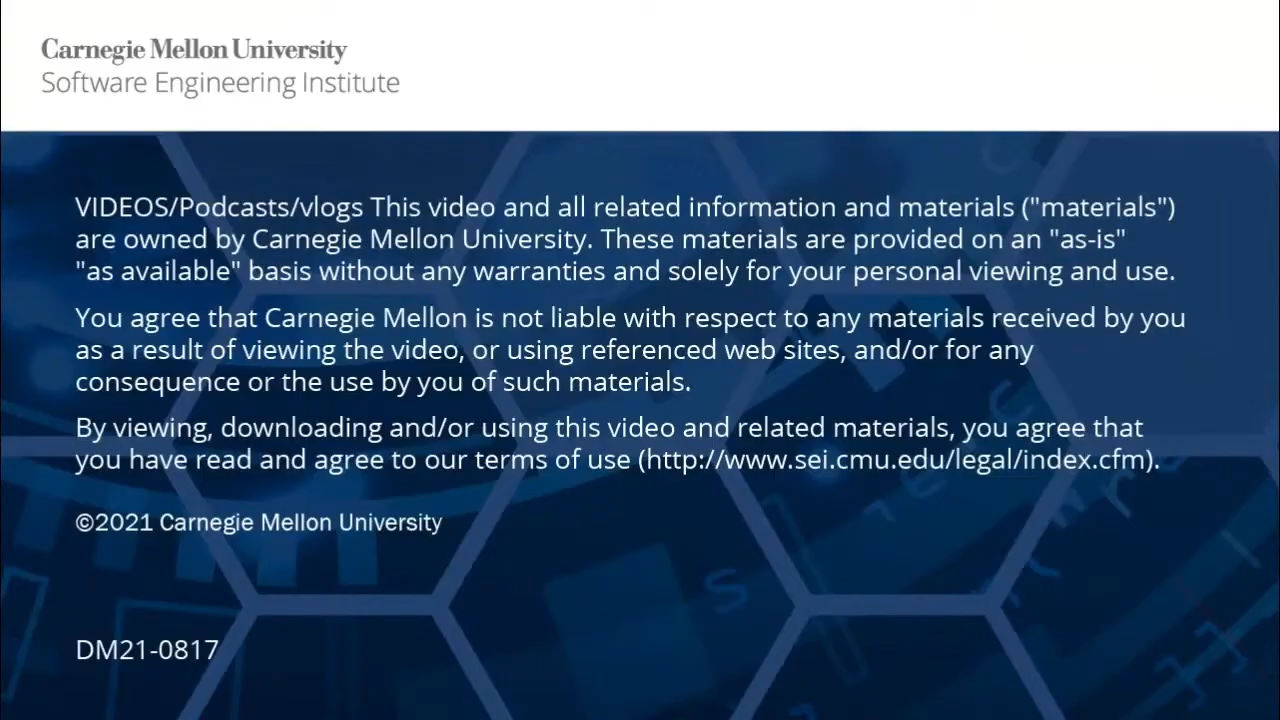 Carnegie Mellon University
Software Engineering Institute
VIDEOS/Podcasts/vlogs This video and all related information and materials ("materials")
are owned by Carnegie Mellon University. These materials are provided on an "as-is"
"as available" basis without any warranties and solely for your personal viewing and use.
You agree that Carnegie Mellon is not liable with respect to any materials received by you
as a result of viewing the video, or using referenced web sites, and/or for any
consequence or the use by you of such materials.
By viewing, downloading and/or using this video and related materials, you agree that
you have read and agree to our terms of use (http://www.sei.cmu.edu/legal/index.cfm).
©2021 Carnegie Mellon University
DM21-0817